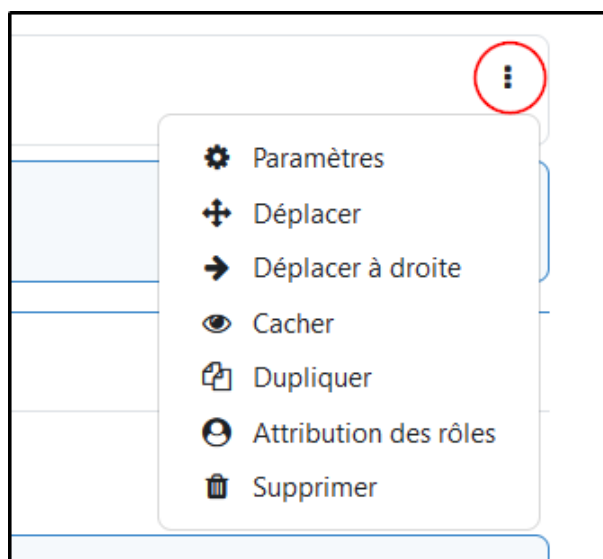 Paramètres
Déplacer
Déplacer à droite
Cacher
Dupliquer
Attribution des rôles
Supprimer